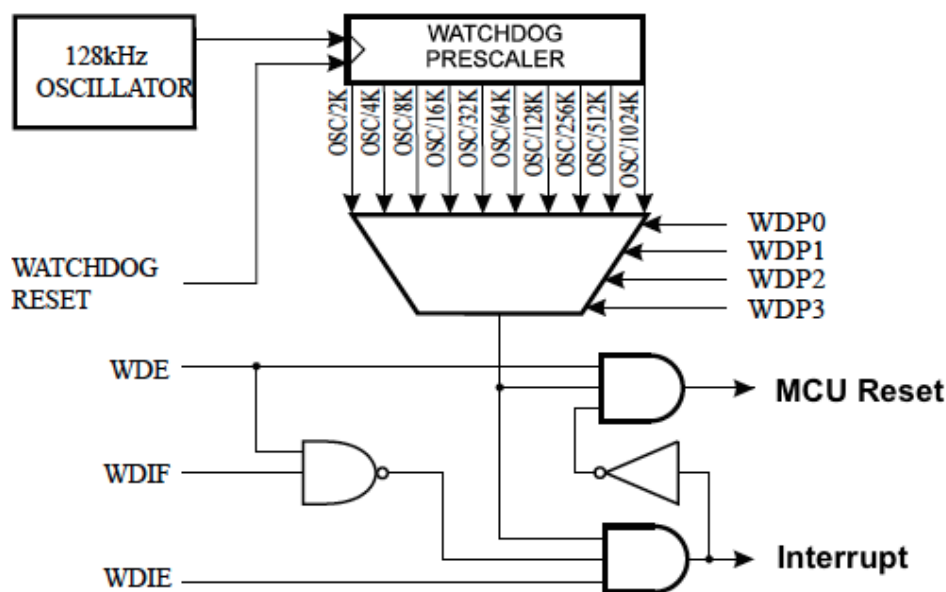 128kHz
OSCILLATOR
WATCHDOG
PRESCALER
OSC/2K
OSC/4K
OSC/8K
OSC/16K
OSC/32K
OSC/64K
OSC/128K
OSC/256K
OSC/512K
OSC/1024K
WATCHDOG
RESET
WDP0
WDP1
WDP2
WDP3
WDE
MCU Reset
WDIF
WDIE
Interrupt